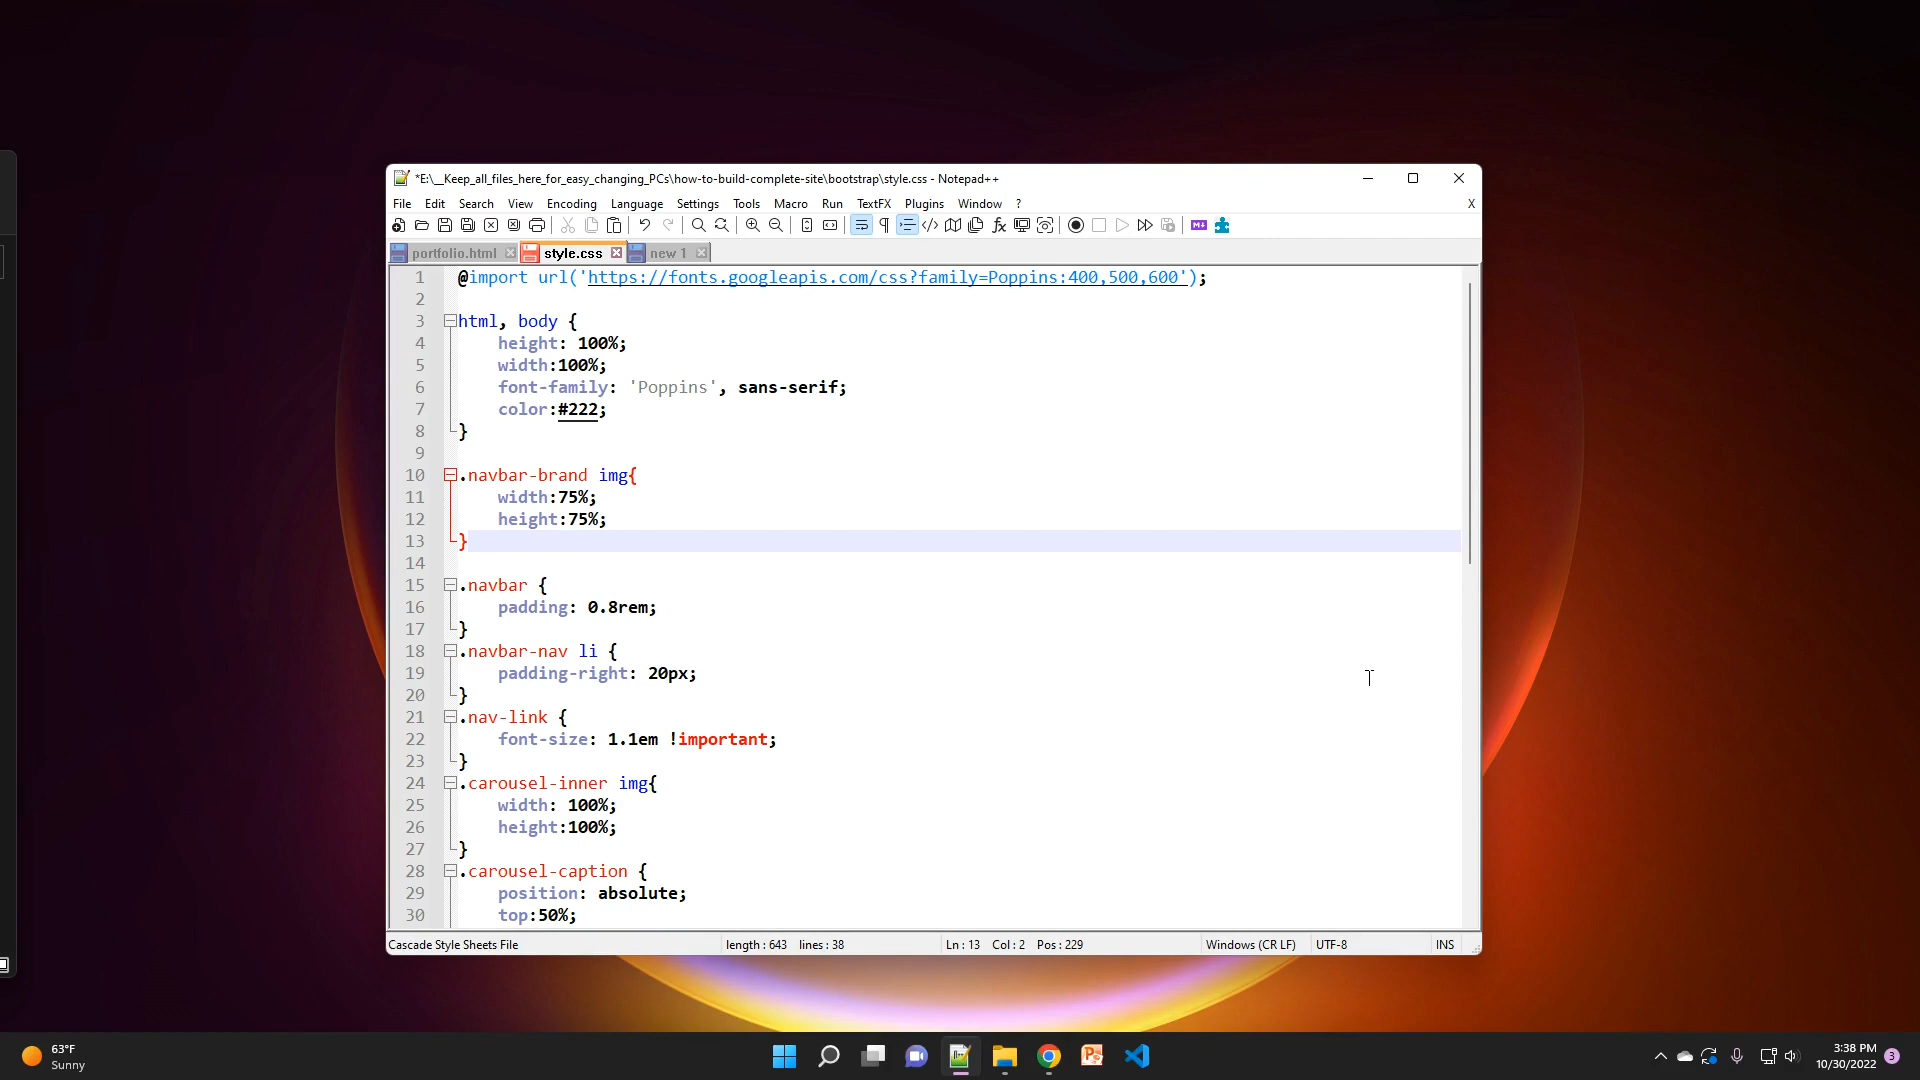 *E:\__Keep_all_files_here_for_easy_changing_PCs\how-to-build-complete-site\bootstrap\style.css - Notepad++
File Edit Search View Encoding Language Settings Tools Macro Run TextFX Plugins Window ? X
portfolio.html style.css new 1
1 @import url('https://fonts.googleapis.com/css?family=Poppins:400,500,600');
2
3 html, body {
4 height: 100%;
5 width:100%;
6 font-family: 'Poppins', sans-serif;
7 color:#222;
8 }
9
10 .navbar-brand img{
11 width:75%;
12 height:75%;
13 }
14
15 .navbar {
16 padding: 0.8rem;
17 }
18 .navbar-nav li {
19 padding-right: 20px;
20 }
21 .nav-link {
22 font-size: 1.1em !important;
23 }
24 .carousel-inner img{
25 width: 100%;
26 height:100%;
27 }
28 .carousel-caption {
29 position: absolute;
30 top:50%;
Cascade Style Sheets File length : 643 lines : 38 Ln : 13 Col : 2 Pos : 229 Windows (CR LF) UTF-8 INS
63°F
Sunny
3:38 PM
10/30/2022
3